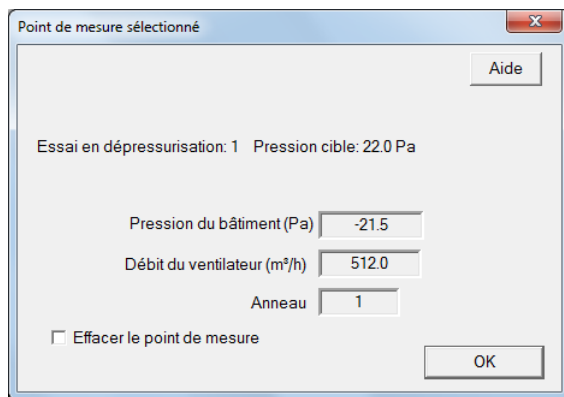 Point de mesure sélectionné
Aide
Essai en dépressurisation: 1 Pression cible: 22.0 Pa
Pression du bâtiment (Pa) -21.5
Débit du ventilateur (m³/h) 512.0
Anneau 1
Effacer le point de mesure
OK